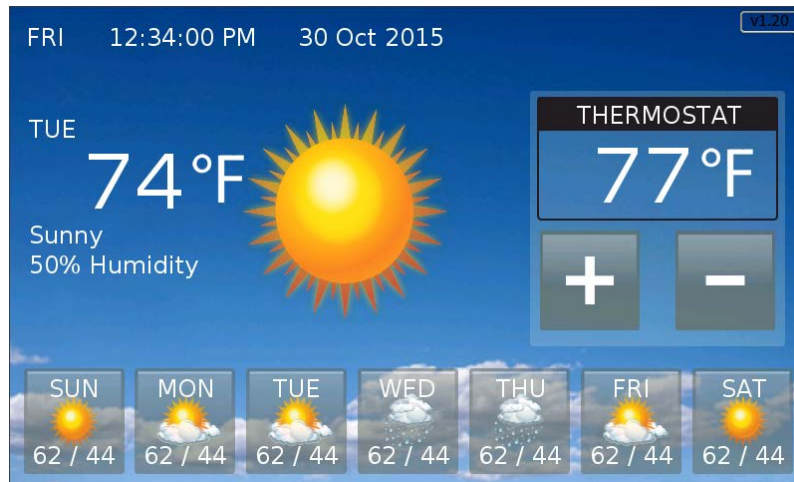 FRI 12:34:00 PM 30 Oct 2015
v1.20
TUE
74°F
Sunny
50% Humidity
THERMOSTAT
77°F
+ −
SUN MON TUE WED THU FRI SAT
62 / 44 62 / 44 62 / 44 62 / 44 62 / 44 62 / 44 62 / 44